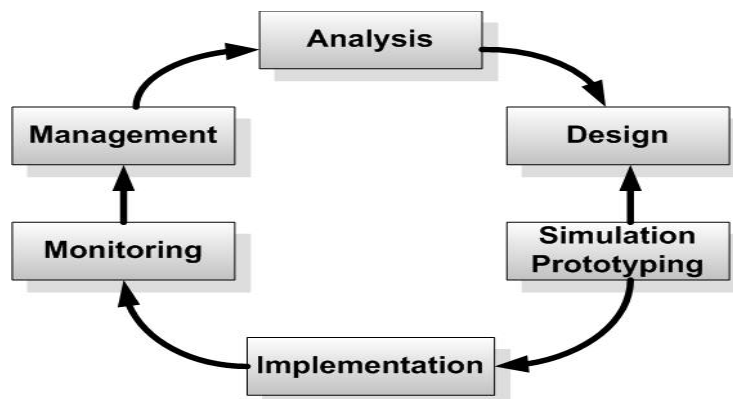 Analysis
Management
Design
Monitoring
Simulation
Prototyping
Implementation